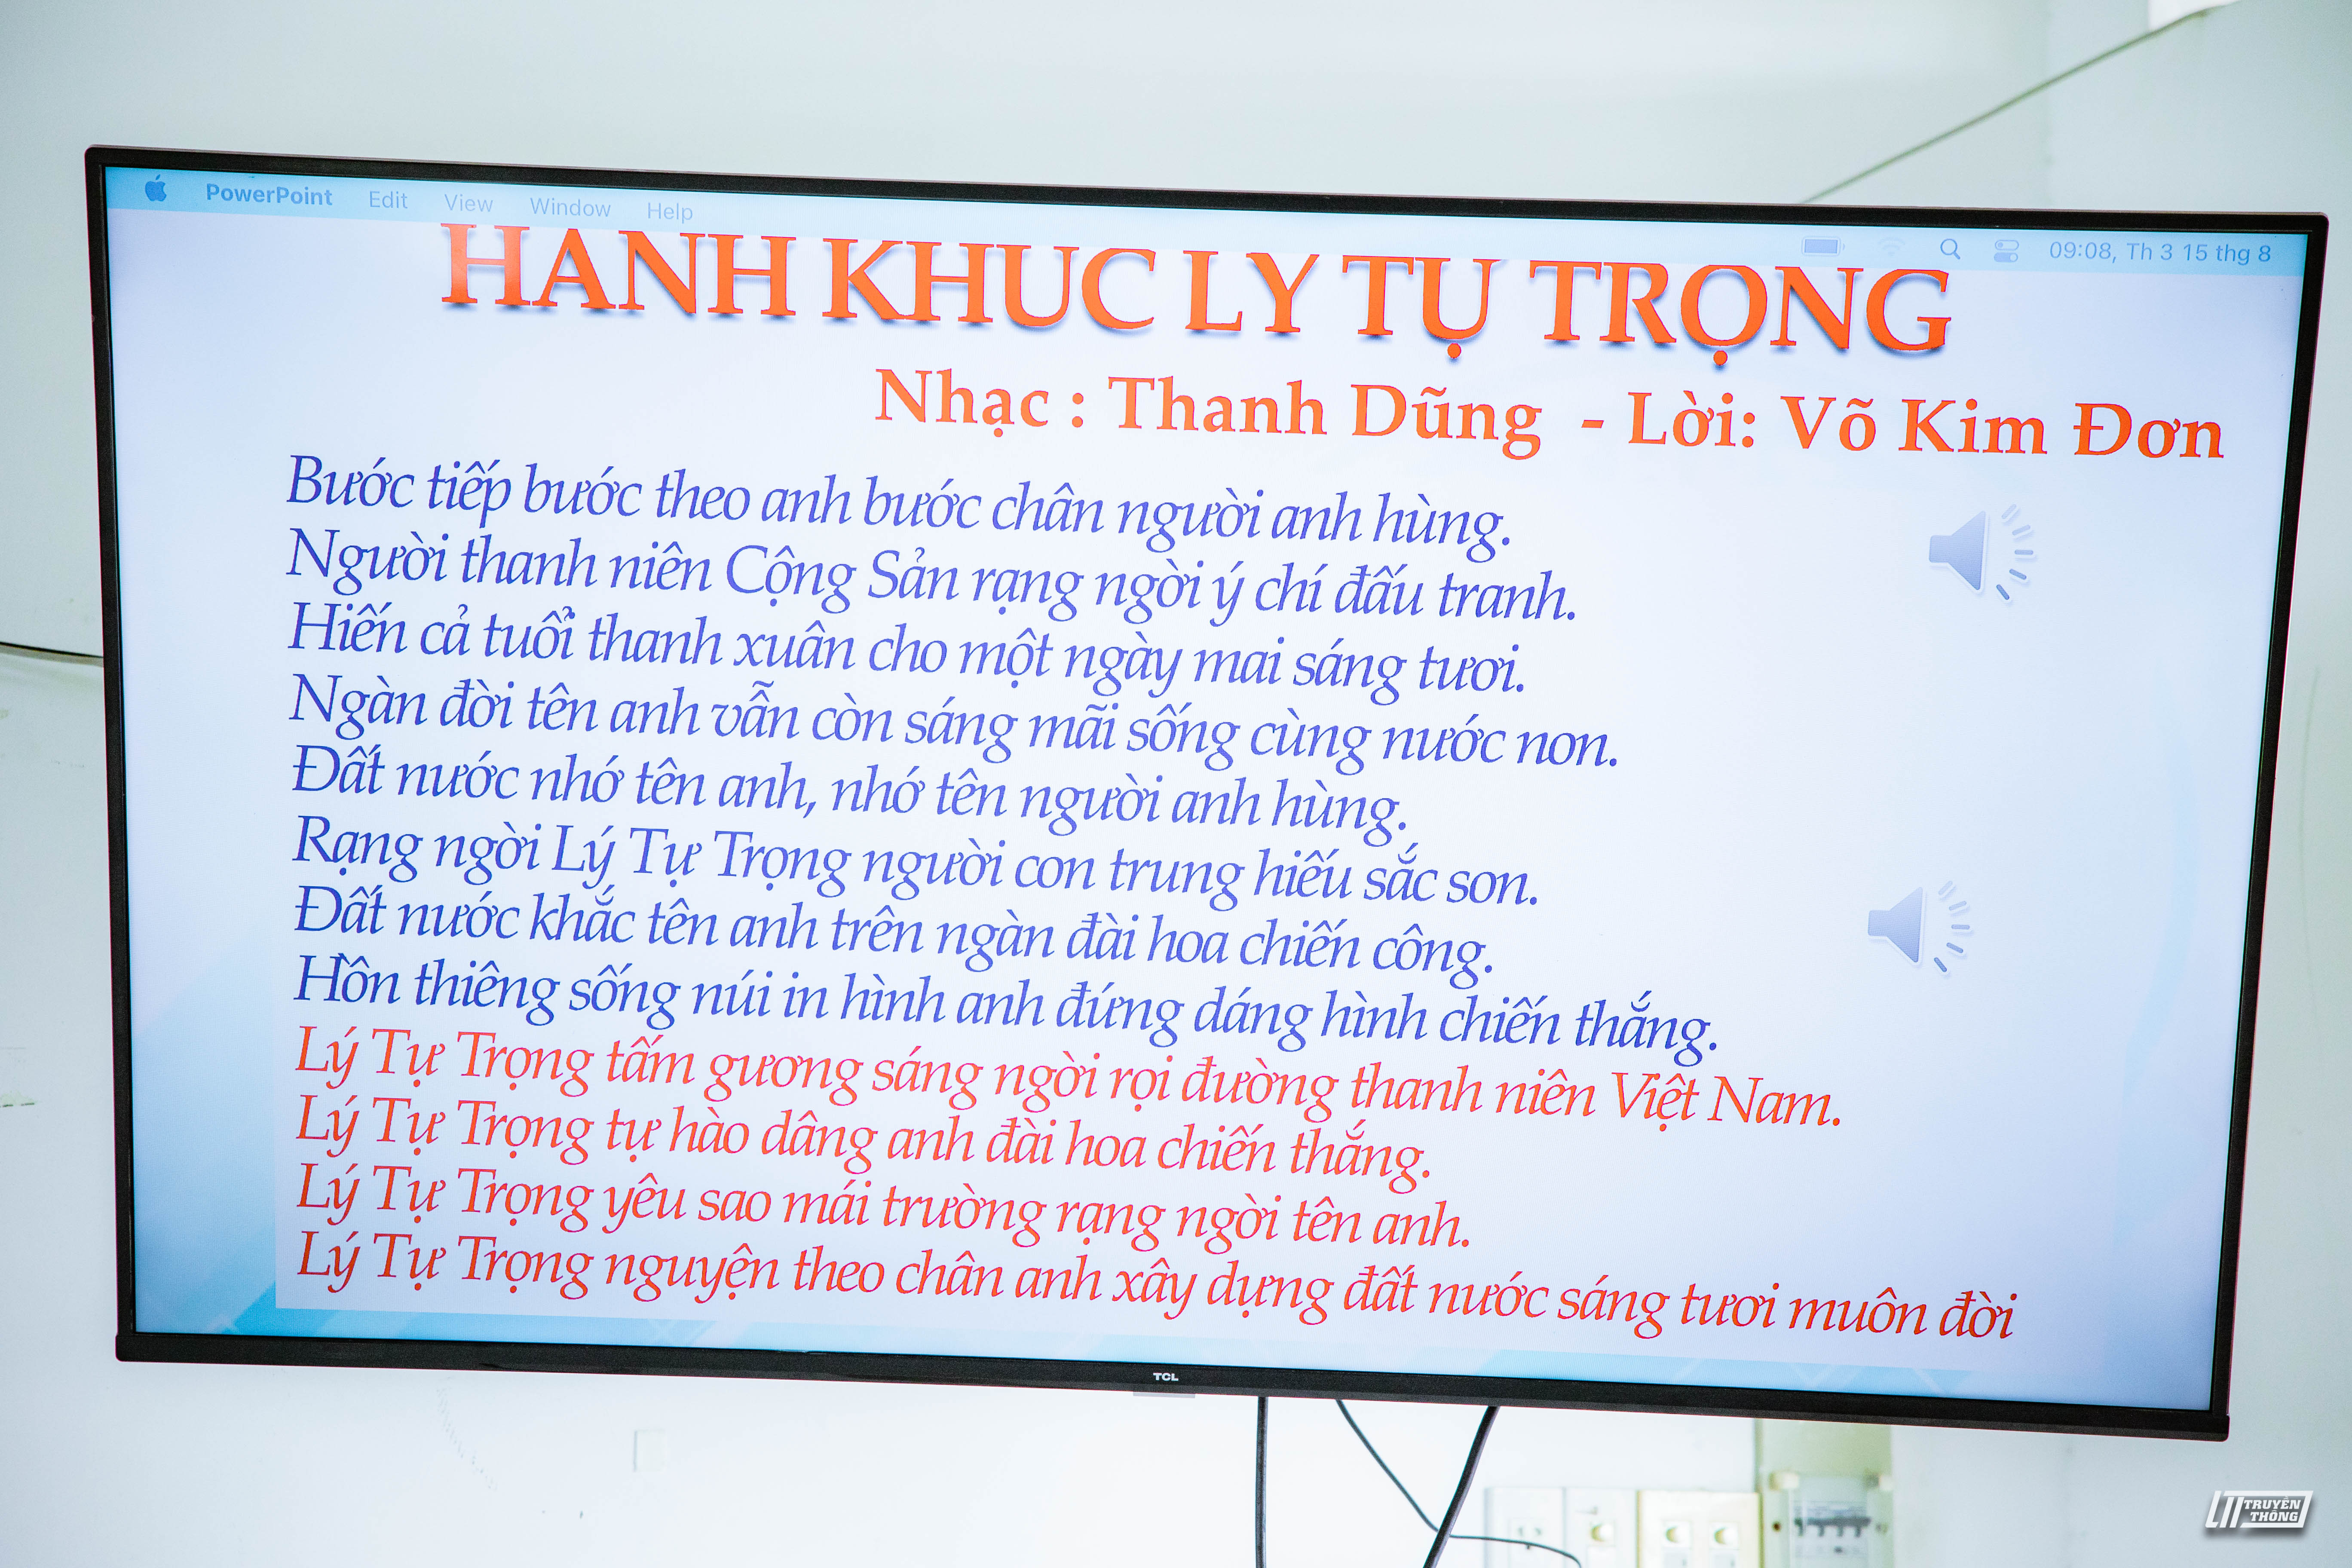 PowerPoint Edit View Window Help
09:08, Th 3 15 thg 8
HÀNH KHÚC LÝ TỰ TRỌNG
Nhạc : Thanh Dũng - Lời: Võ Kim Đơn
Bước tiếp bước theo anh bước chân người anh hùng.
Người thanh niên Cộng Sản rạng ngời ý chí đấu tranh.
Hiến cả tuổi thanh xuân cho một ngày mai sáng tươi.
Ngàn đời tên anh vẫn còn sáng mãi sống cùng nước non.
Đất nước nhớ tên anh, nhớ tên người anh hùng.
Rạng ngời Lý Tự Trọng người con trung hiếu sắc son.
Đất nước khắc tên anh trên ngàn đài hoa chiến công.
Hồn thiêng sống núi in hình anh đứng dáng hình chiến thắng.
Lý Tự Trọng tấm gương sáng ngời rọi đường thanh niên Việt Nam.
Lý Tự Trọng tự hào dâng anh đài hoa chiến thắng.
Lý Tự Trọng yêu sao mái trường rạng ngời tên anh.
Lý Tự Trọng nguyện theo chân anh xây dựng đất nước sáng tươi muôn đời
TCL
TRUYỀN
THÔNG